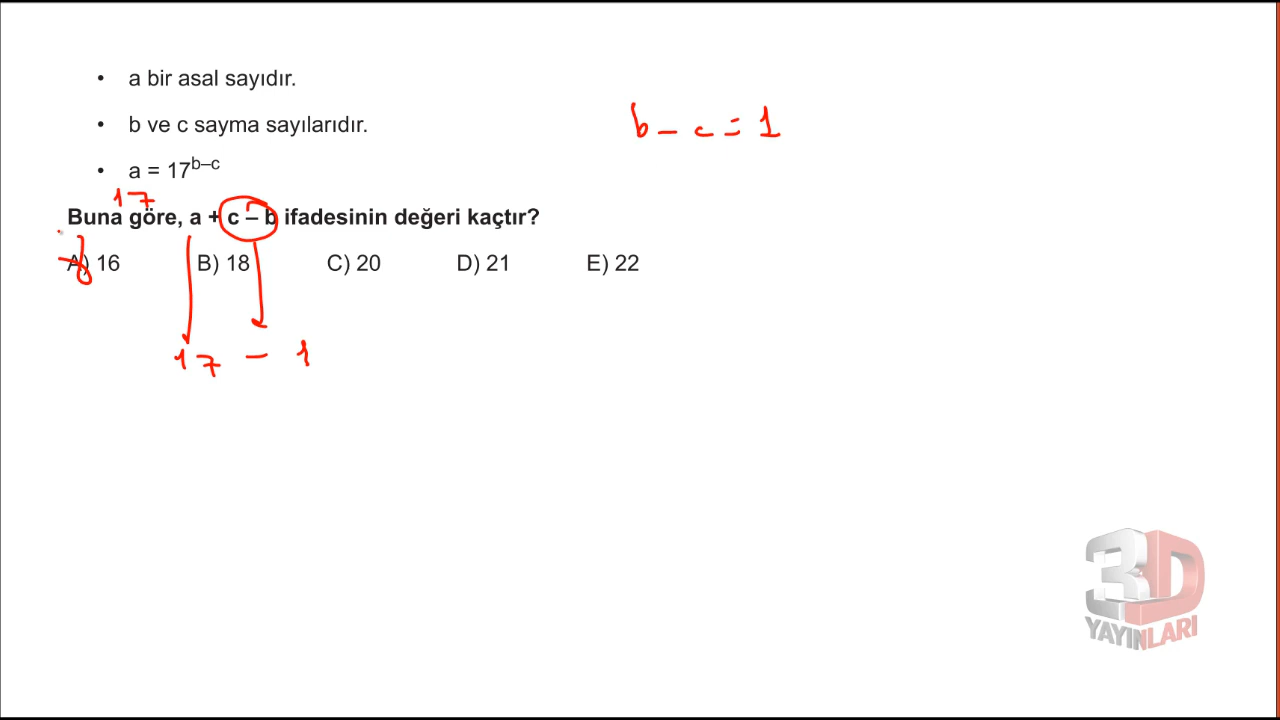 • a bir asal sayıdır.
• b ve c sayma sayılarıdır.
b - c = 1
• a = 17^{b–c}
17
Buna göre, a + c – b ifadesinin değeri kaçtır?
A) 16 B) 18 C) 20 D) 21 E) 22
17 - 1
3D
YAYINLARI